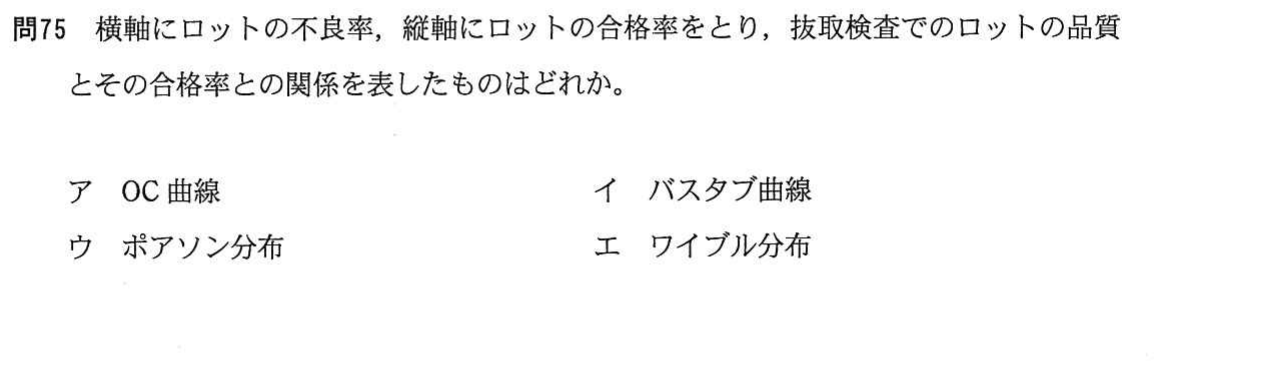 問75　横軸にロットの不良率，縦軸にロットの合格率をとり，抜取検査でのロットの品質
とその合格率との関係を表したものはどれか。
ア　OC 曲線　イ　バスタブ曲線
ウ　ポアソン分布　エ　ワイブル分布